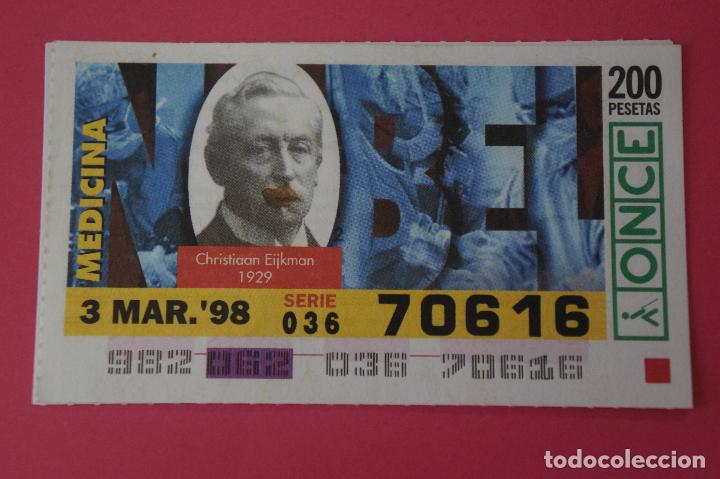 NOBEL
MEDICINA
Christiaan Eijkman
1929
200
PESETAS
ONCE
3 MAR.'98
SERIE
036
70616
982 062 036 70616
todocoleccion